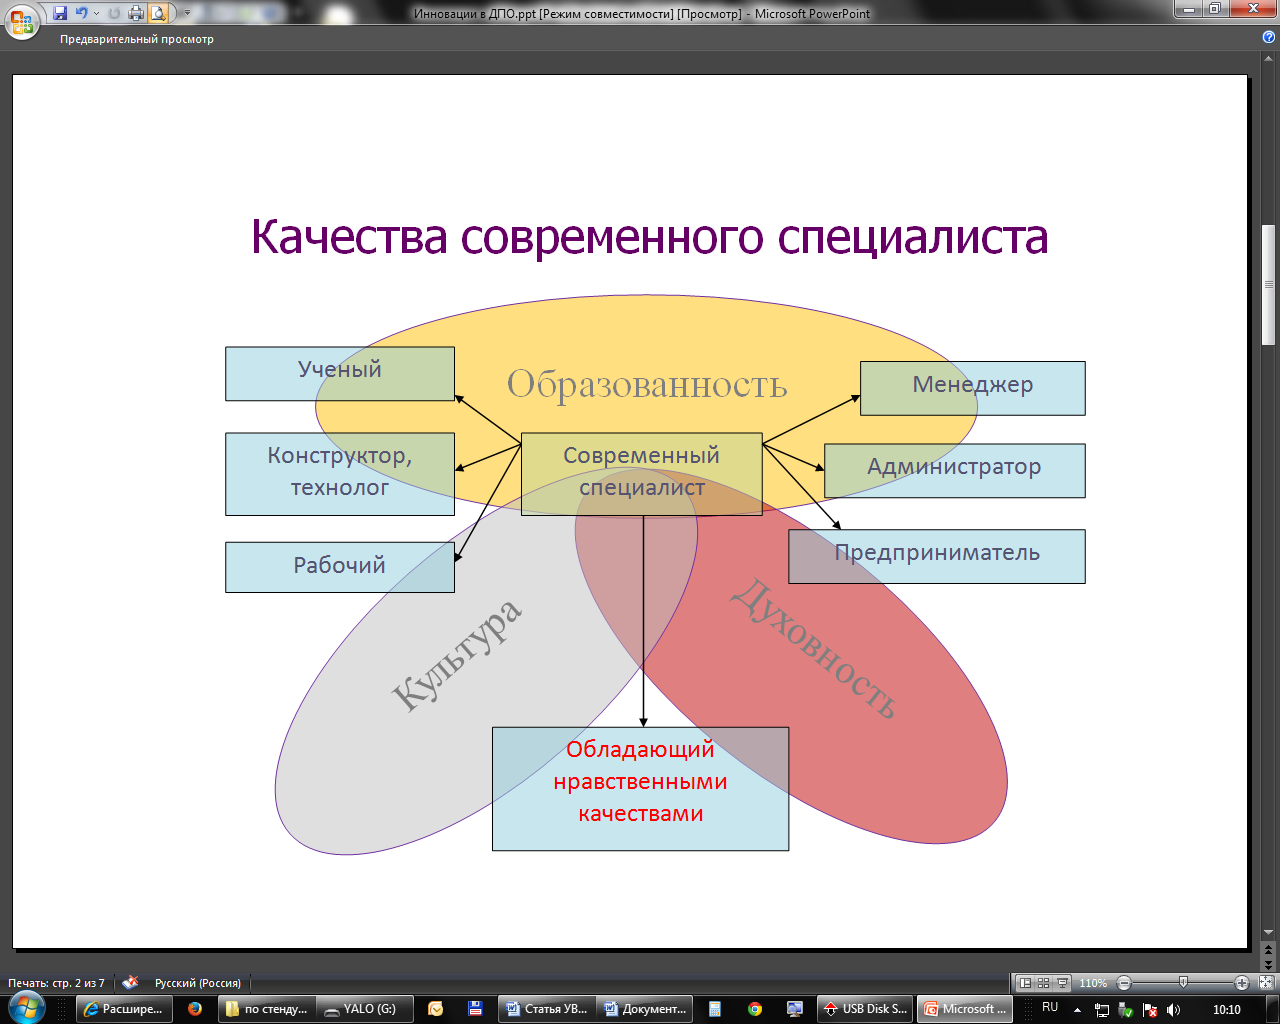 Инновации в ДПО.ppt [Режим совместимости] [Просмотр] - Microsoft PowerPoint
Предварительный просмотр
Качества современного специалиста
Образованность
Ученый
Менеджер
Конструктор,
технолог
Современный
специалист
Администратор
Рабочий
Предприниматель
Культура
Духовность
Обладающий
нравственными
качествами
Печать: стр. 2 из 7
Русский (Россия)
110%
Расшире...
по стенду...
YALO (G:)
Статья УВ...
Документ...
USB Disk S...
Microsoft ...
RU
10:10